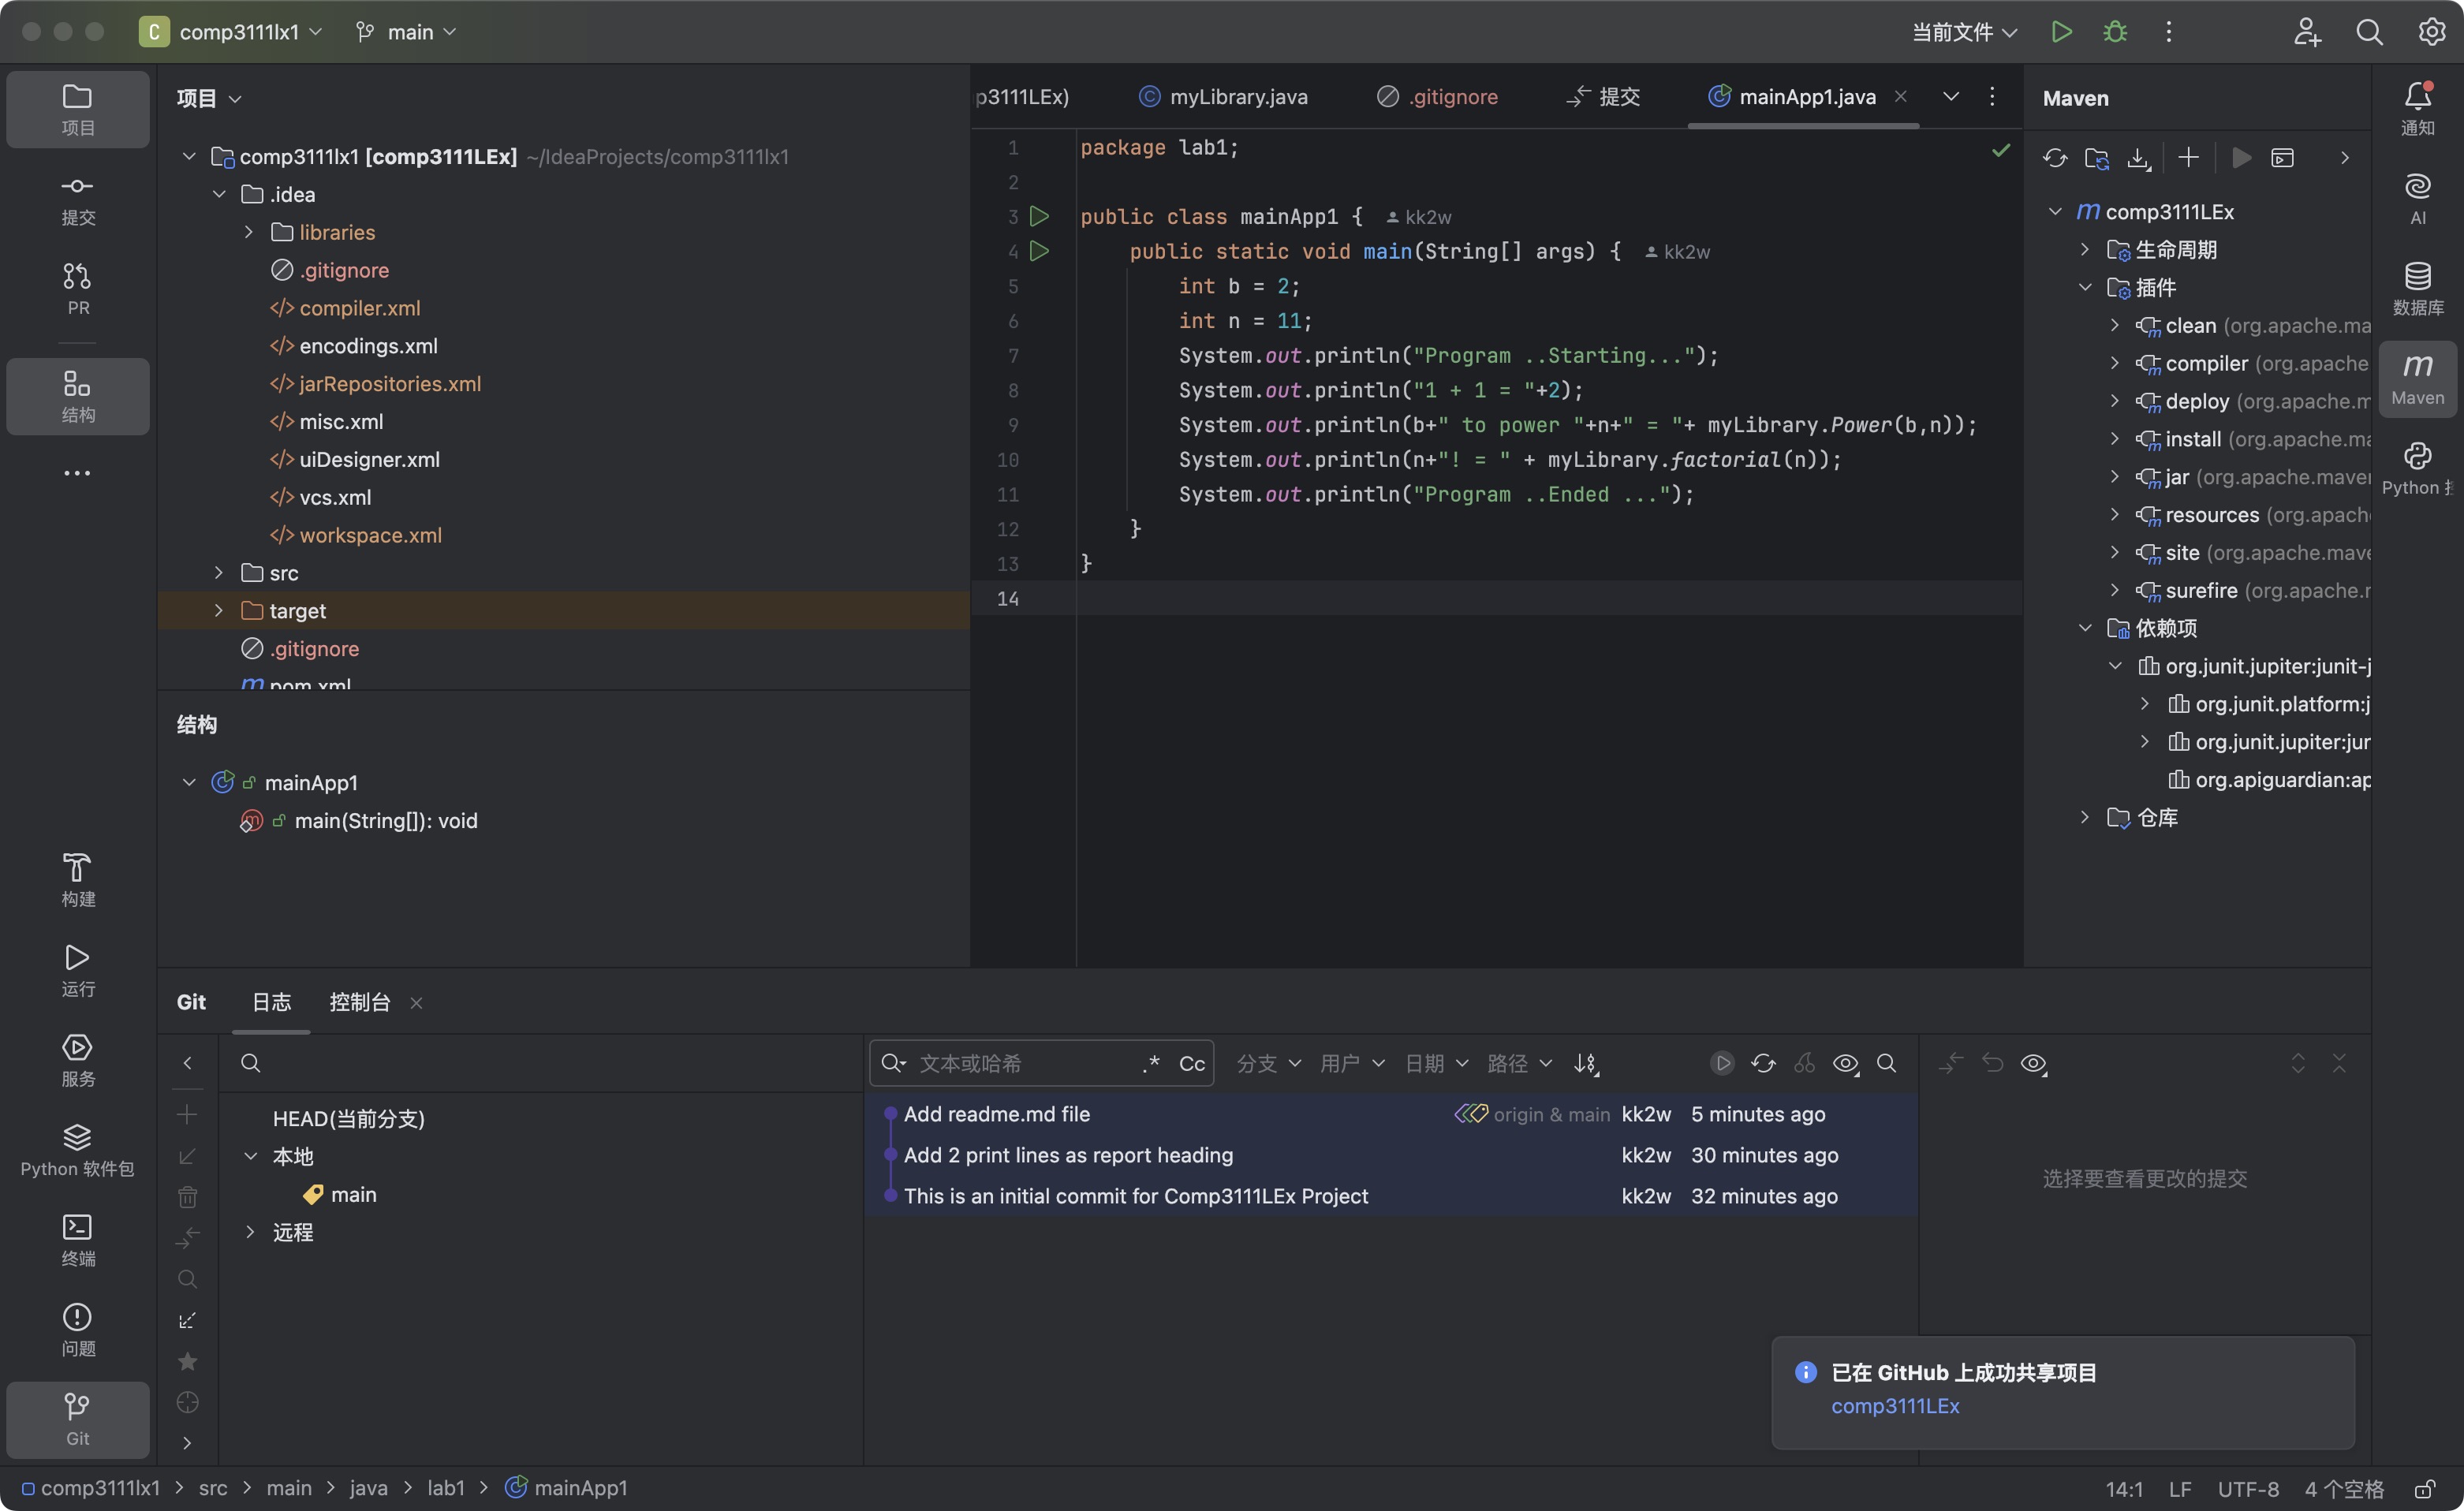 C comp3111lx1 main 当前文件
项目
提交
PR
结构
构建
运行
服务
Python 软件包
终端
问题
Git
项目
comp3111lx1 [comp3111LEx] ~/IdeaProjects/comp3111lx1
.idea
libraries
.gitignore
compiler.xml
encodings.xml
jarRepositories.xml
misc.xml
uiDesigner.xml
vcs.xml
workspace.xml
src
target
.gitignore
pom.xml
结构
mainApp1
main(String[]): void
p3111LEx) myLibrary.java .gitignore 提交 mainApp1.java
1 package lab1;
2
3 public class mainApp1 { kk2w
4 public static void main(String[] args) { kk2w
5 int b = 2;
6 int n = 11;
7 System.out.println("Program ..Starting...");
8 System.out.println("1 + 1 = "+2);
9 System.out.println(b+" to power "+n+" = "+ myLibrary.Power(b,n));
10 System.out.println(n+"! = " + myLibrary.factorial(n));
11 System.out.println("Program ..Ended ...");
12 }
13 }
14
Maven
m comp3111LEx
生命周期
插件
clean (org.apache.ma
compiler (org.apache
deploy (org.apache.m
install (org.apache.ma
jar (org.apache.maven
resources (org.apach
site (org.apache.mave
surefire (org.apache.r
依赖项
org.junit.jupiter:junit-j
org.junit.platform:j
org.junit.jupiter:jun
org.apiguardian:ap
仓库
通知
AI
数据库
Maven
Python
Git 日志 控制台
HEAD(当前分支)
本地
main
远程
文本或哈希 .* Cc 分支 用户 日期 路径
Add readme.md file origin & main kk2w 5 minutes ago
Add 2 print lines as report heading kk2w 30 minutes ago
This is an initial commit for Comp3111LEx Project kk2w 32 minutes ago
选择要查看更改的提交
已在 GitHub 上成功共享项目
comp3111LEx
comp3111lx1 > src > main > java > lab1 > mainApp1 14:1 LF UTF-8 4 个空格